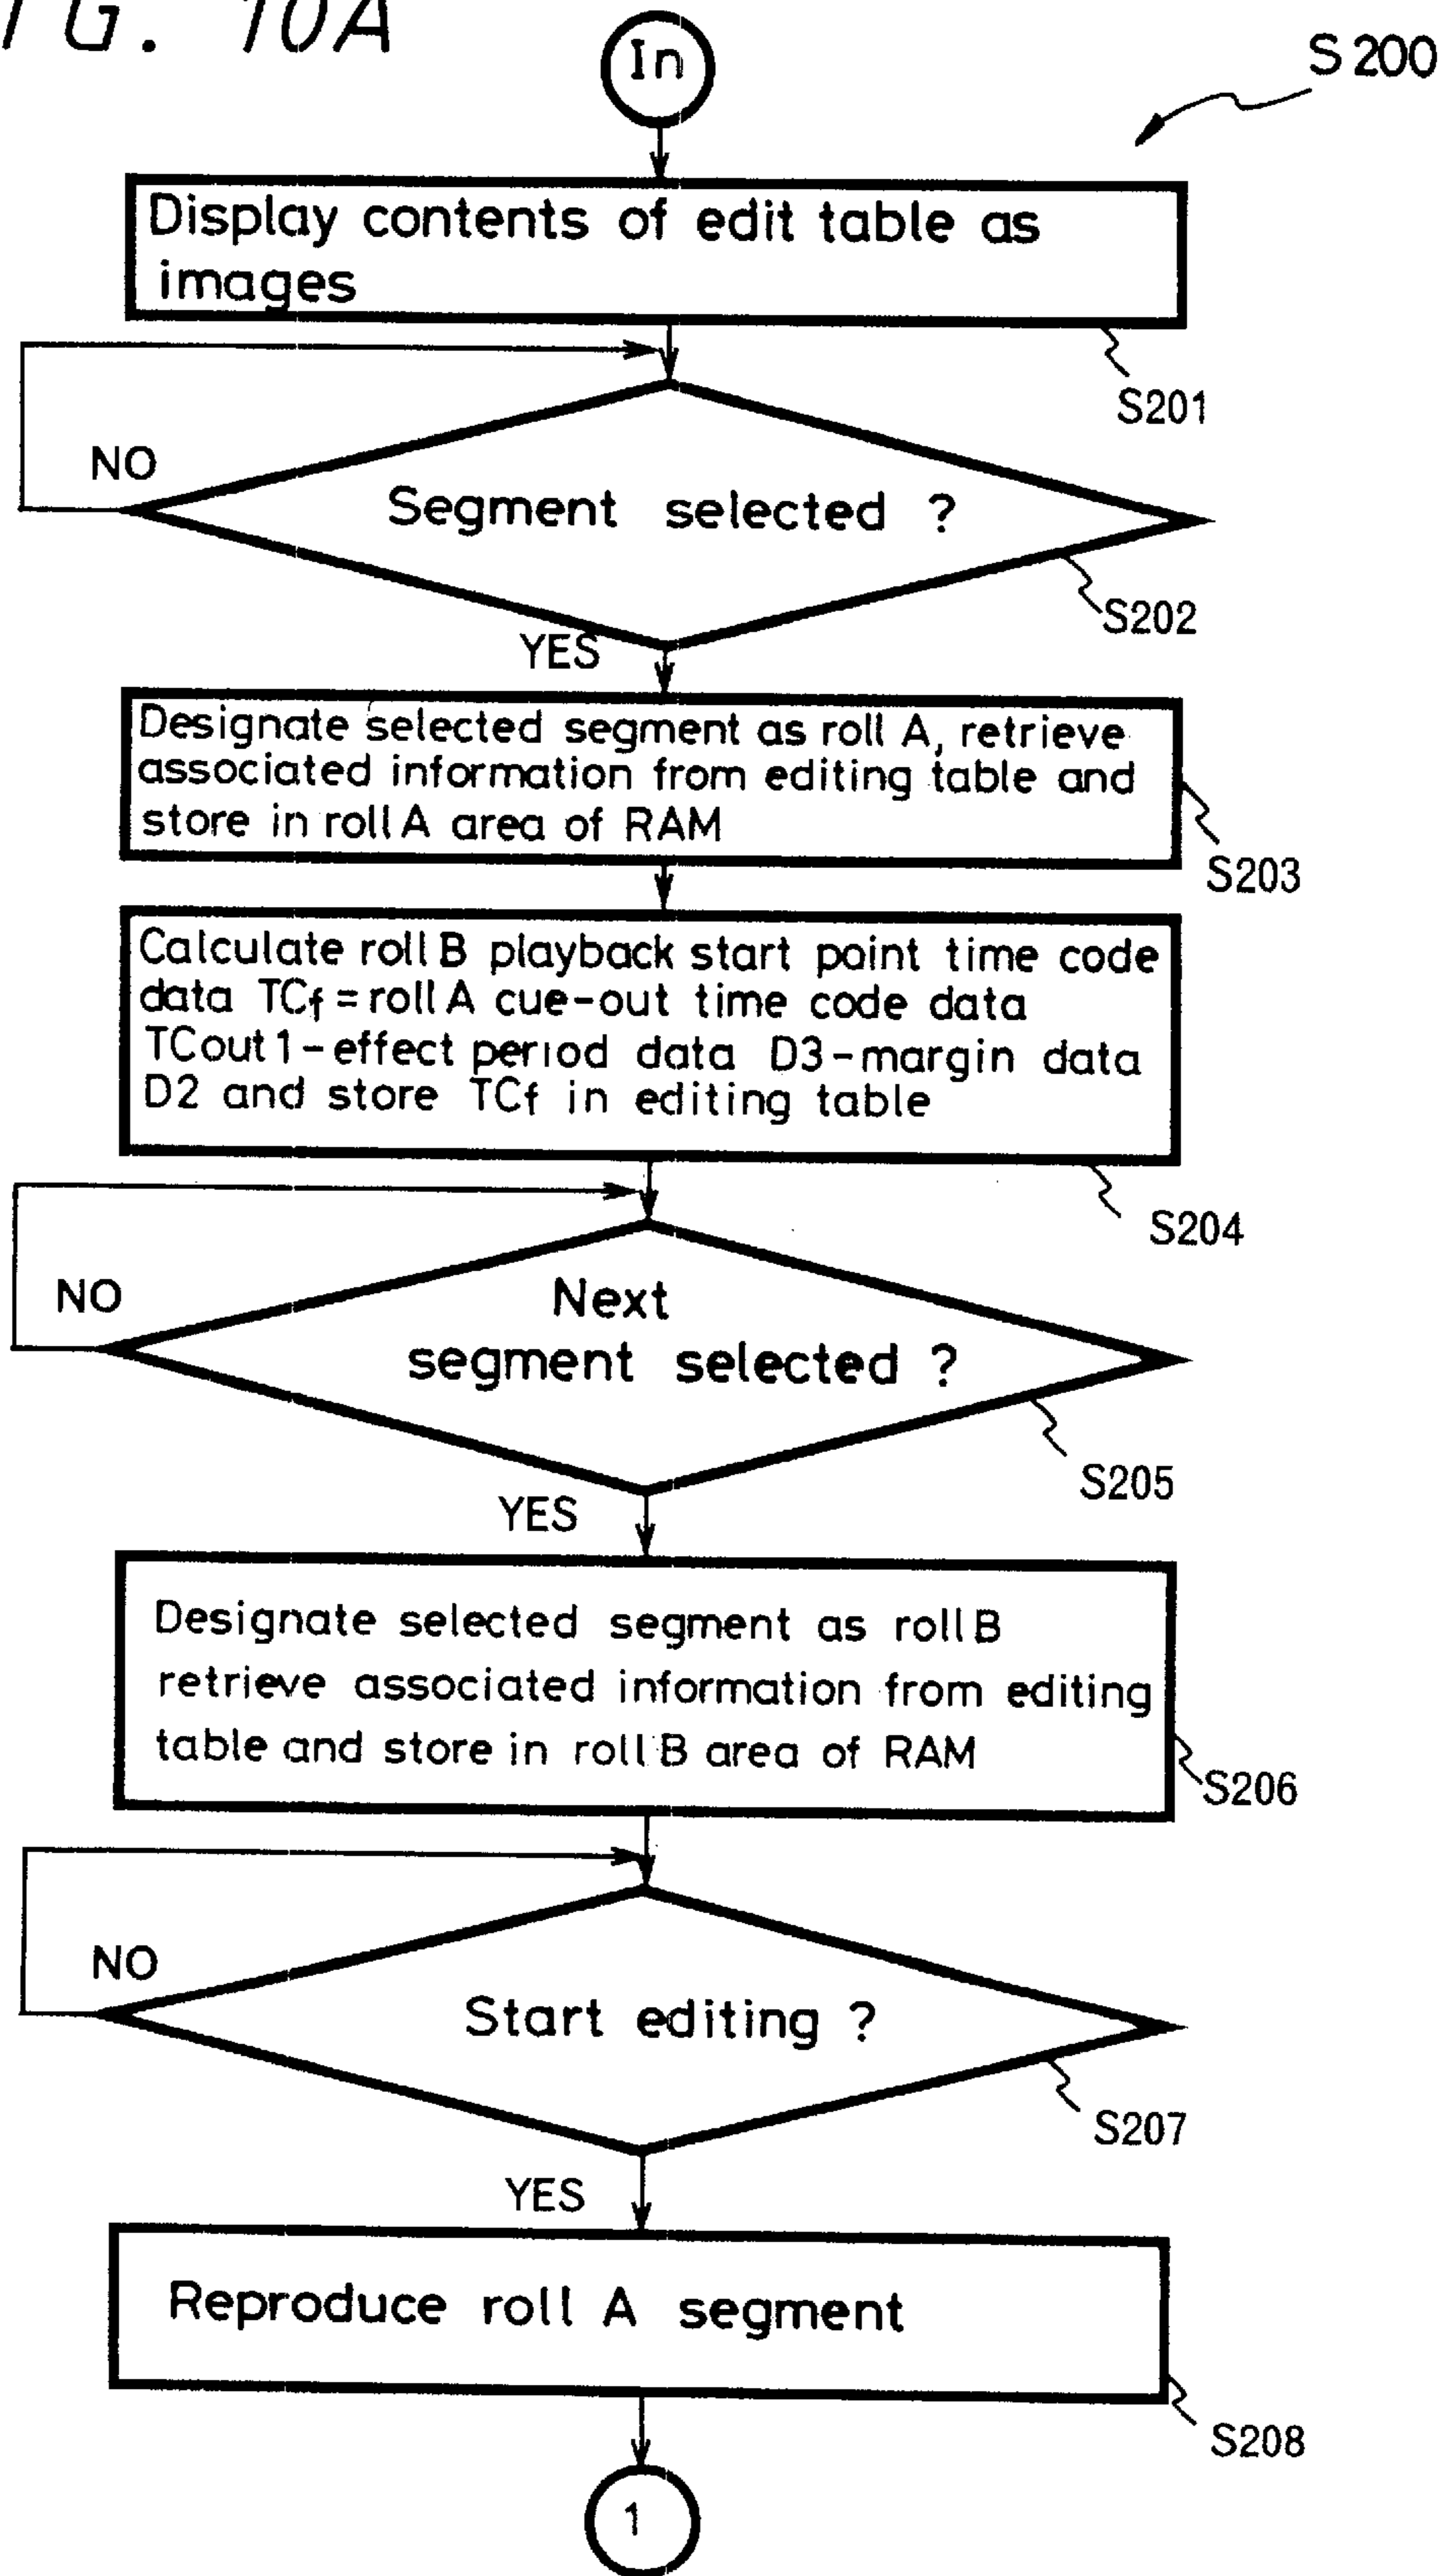 IG. 10A
In
S200
Display contents of edit table as
images
S201
NO
Segment selected ?
S202
YES
Designate selected segment as roll A, retrieve
associated information from editing table and
store in roll A area of RAM
S203
Calculate roll B playback start point time code
data TCf = roll A cue-out time code data
TCout1-effect period data D3-margin data
D2 and store TCf in editing table
S204
NO
Next
segment selected ?
S205
YES
Designate selected segment as roll B
retrieve associated information from editing
table and store in roll B area of RAM
S206
NO
Start editing ?
S207
YES
Reproduce roll A segment
S208
1